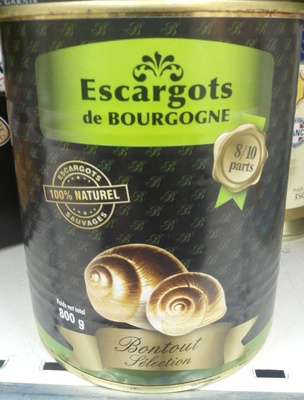 Escargots
de BOURGOGNE
8/10
parts
ESCARGOTS
100% NATUREL
SAUVAGES
Poids net total
800 g
Bontout
Sélection